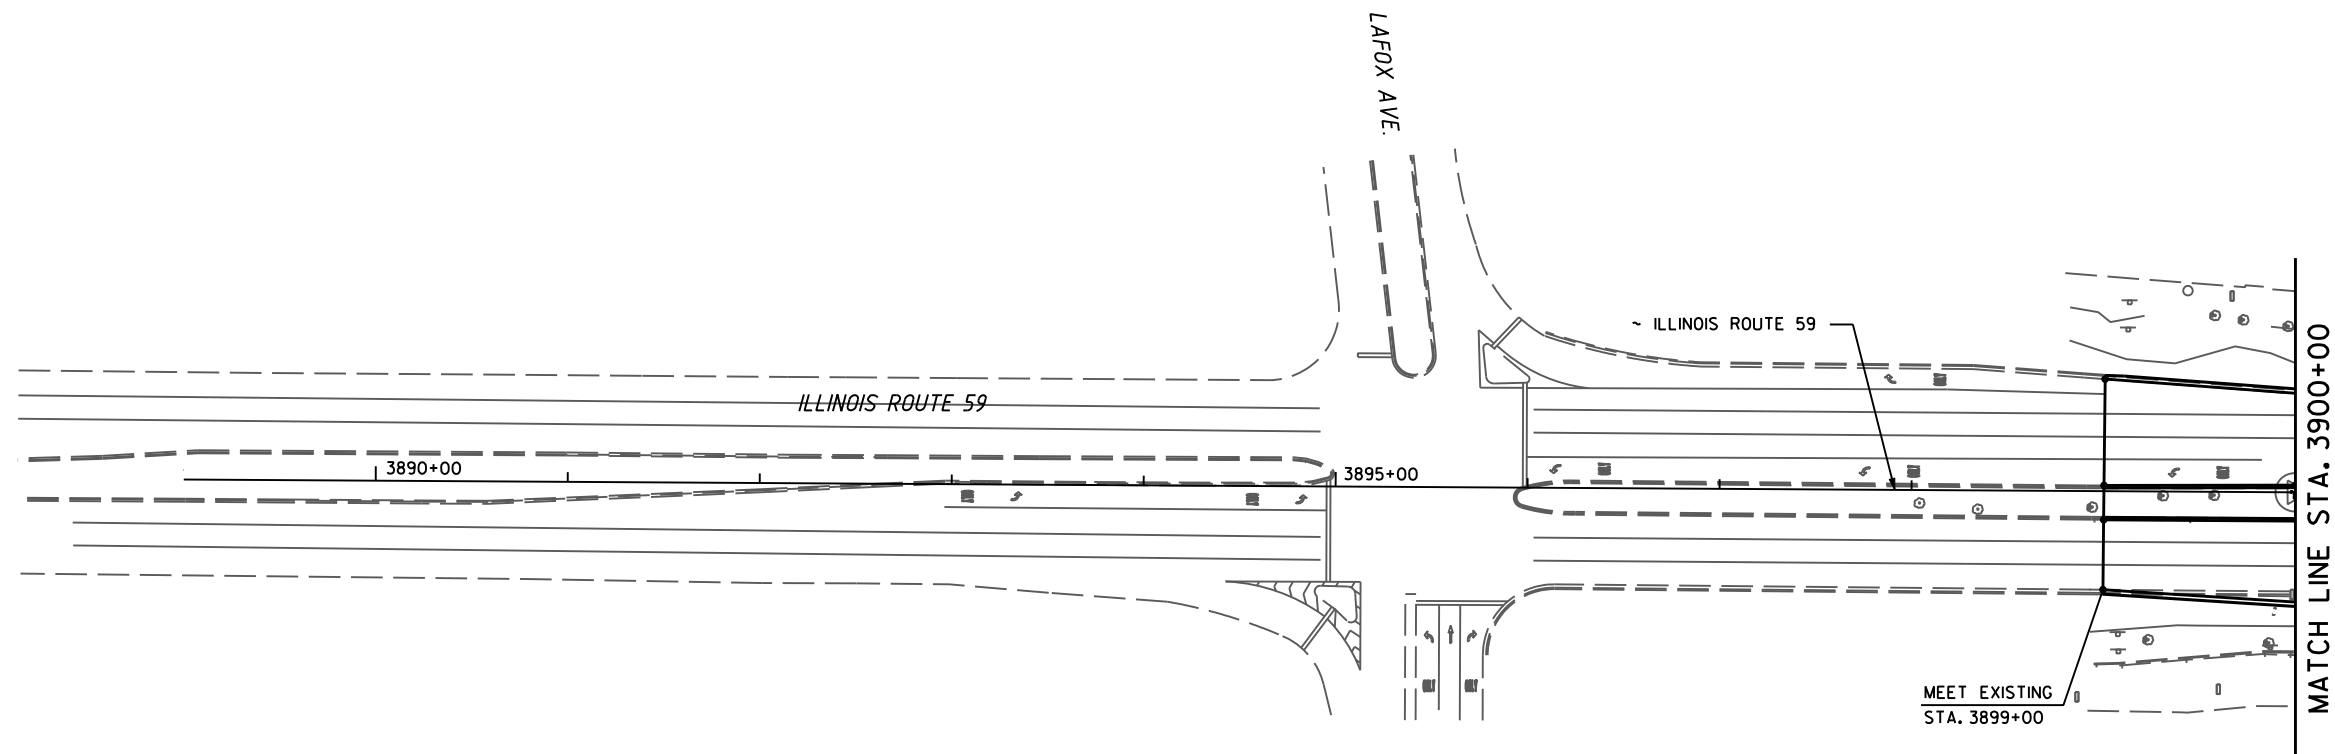 LAFOX AVE.
~ ILLINOIS ROUTE 59
ILLINOIS ROUTE 59
3890+00
3895+00
MATCH LINE STA. 3900+00
MEET EXISTING
STA. 3899+00